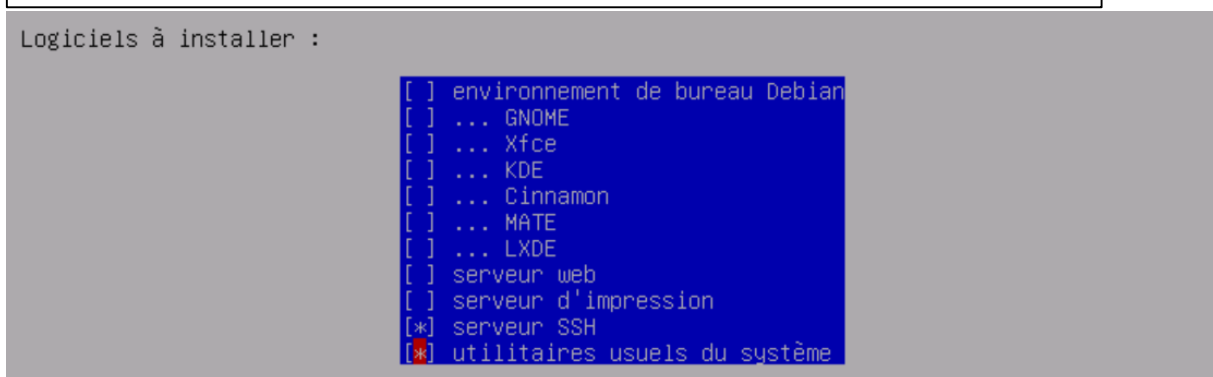 Logiciels à installer :
[ ] environnement de bureau Debian
[ ] ... GNOME
[ ] ... Xfce
[ ] ... KDE
[ ] ... Cinnamon
[ ] ... MATE
[ ] ... LXDE
[ ] serveur web
[ ] serveur d'impression
[*] serveur SSH
[*] utilitaires usuels du système